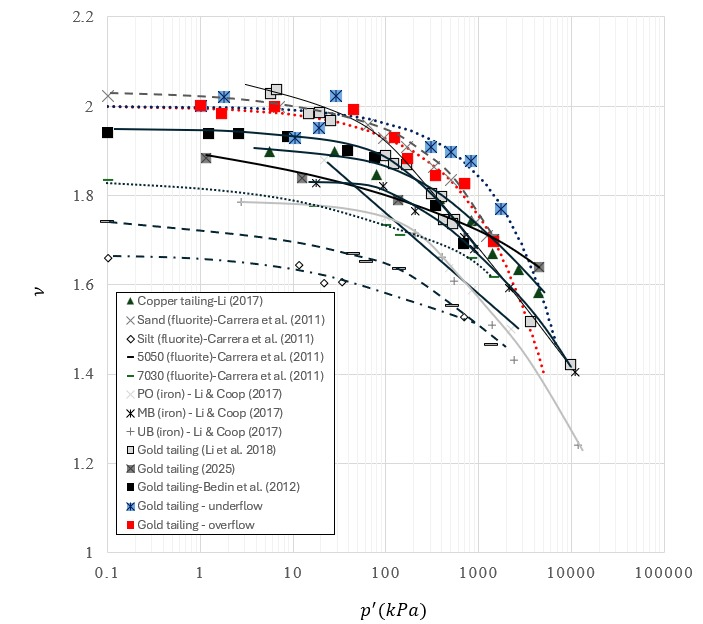 2.2
2
1.8
1.6
1.4
1.2
1
ν
0.1 1 10 100 1000 10000 100000
p′(kPa)
Copper tailing-Li (2017)
Sand (fluorite)-Carrera et al. (2011)
Silt (fluorite)-Carrera et al. (2011)
5050 (fluorite)-Carrera et al. (2011)
7030 (fluorite)-Carrera et al. (2011)
PO (iron) - Li & Coop (2017)
MB (iron) - Li & Coop (2017)
UB (iron) - Li & Coop (2017)
Gold tailing (Li et al. 2018)
Gold tailing (2025)
Gold tailing-Bedin et al. (2012)
Gold tailing - underflow
Gold tailing - overflow